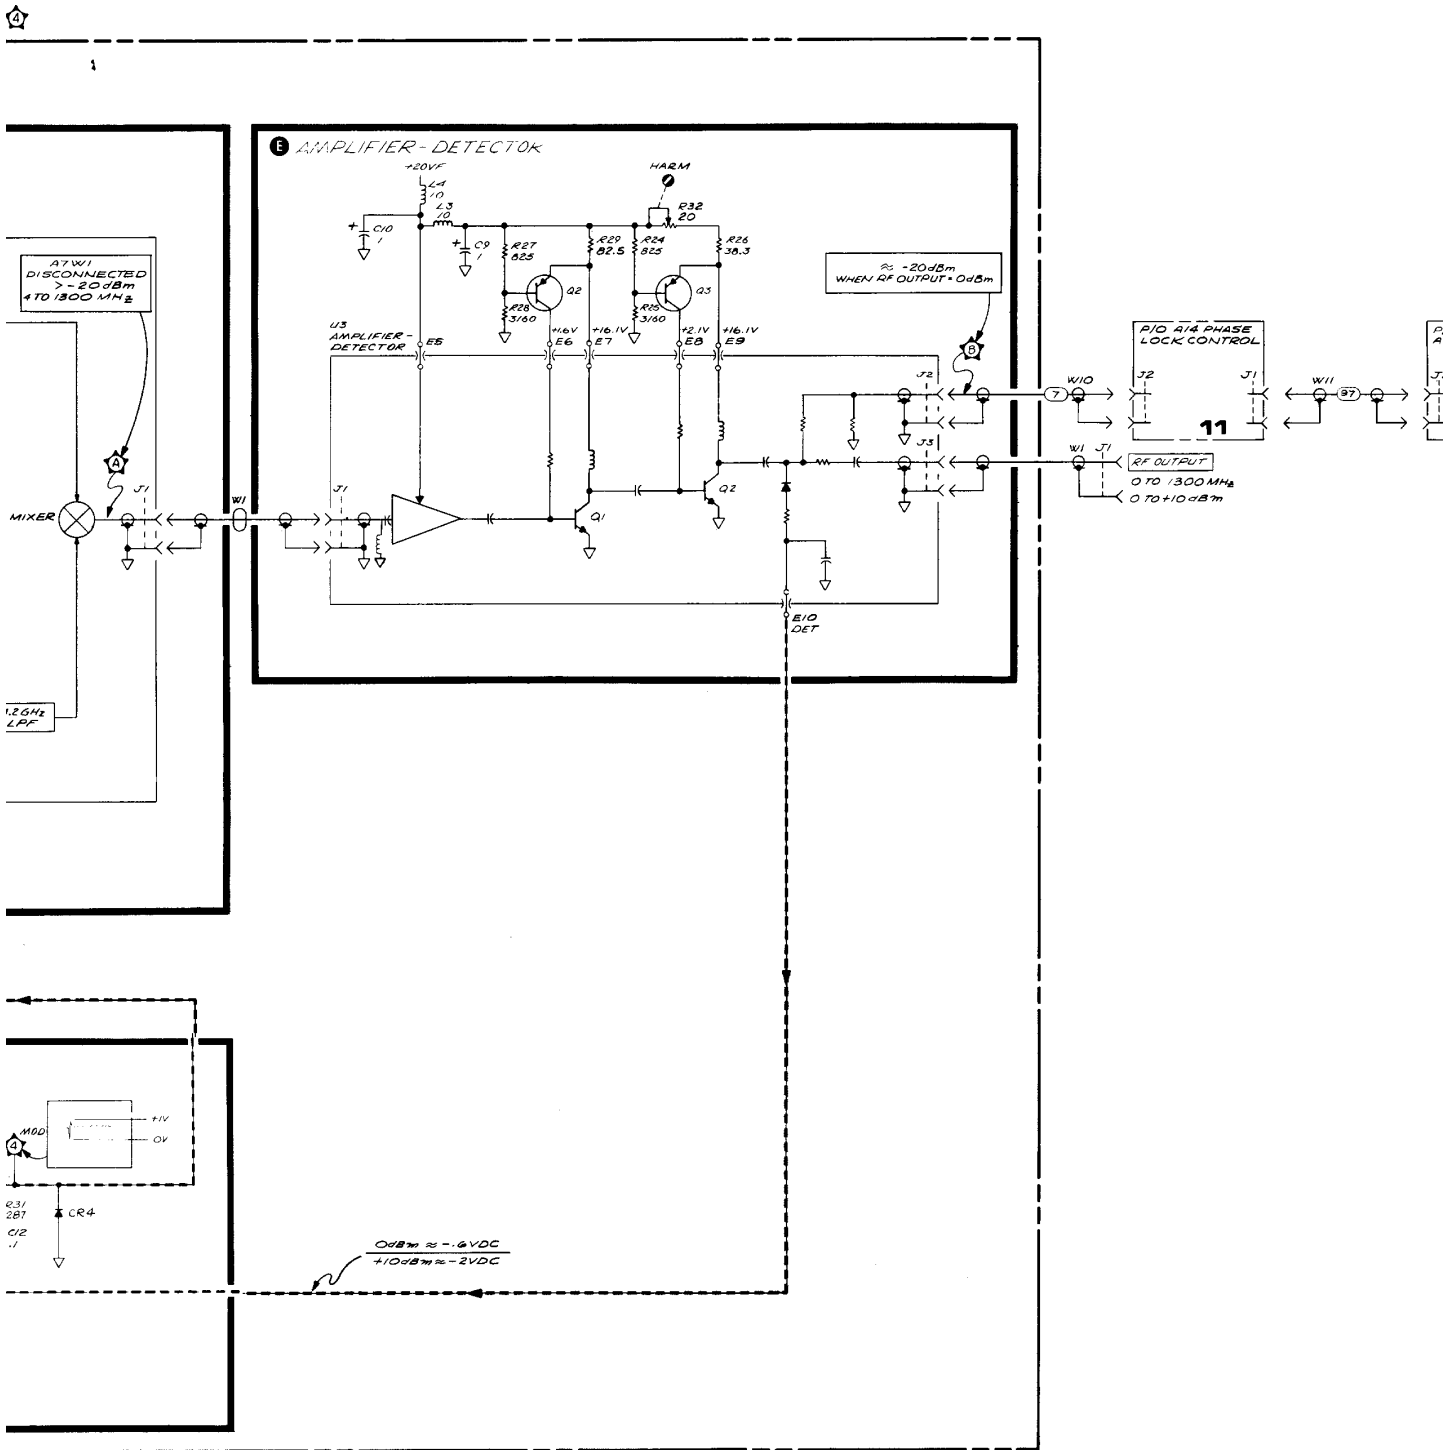 4
E AMPLIFIER-DETECTOR
+20VF
L4
10
L3
10
+
C10
1
+
C9
1
R27
825
R28
3160
Q2
R29
82.5
R24
825
R25
3160
HARM
R32
20
Q3
R26
38.3
A7W1
DISCONNECTED
>-20dBm
4 TO 1300 MHz
≈ -20dBm
WHEN RF OUTPUT = 0dBm
U3
AMPLIFIER-
DETECTOR
E5
+1.6V
E6
+16.1V
E7
+2.1V
E8
+16.1V
E9
B
P/O A14 PHASE
LOCK CONTROL
J2
J1
11
J2
7
W10
W11
97
J3
W1
J1
RF OUTPUT
0 TO 1300 MHz
0 TO +10dBm
A
MIXER
J1
W1
J1
Q1
Q2
E10
DET
1.2GHz
LPF
4
MOD
+1V
0V
R31
287
C12
.1
CR4
0dBm ≈ -.6VDC
+10dBm ≈ -2VDC